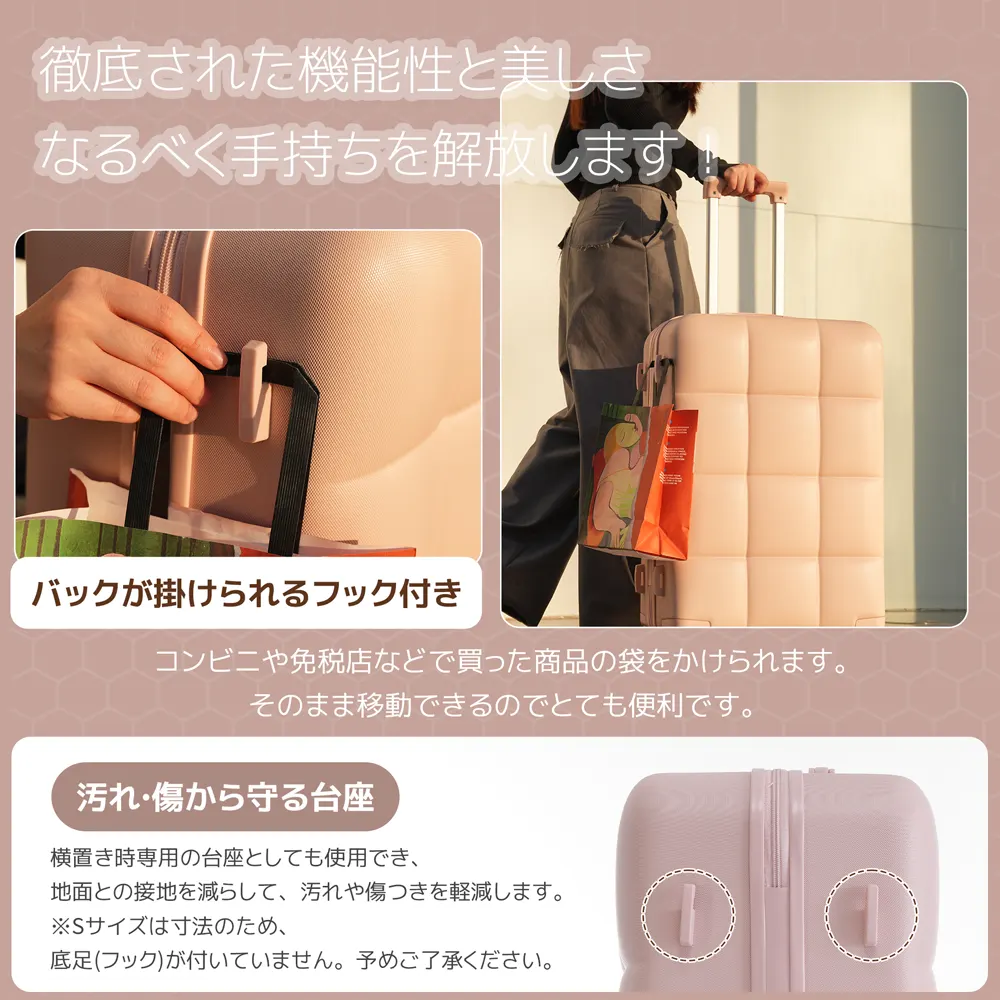 徹底された機能性と美しさ
なるべく手持ちを解放します！
バックが掛けられるフック付き
コンビニや免税店などで買った商品の袋をかけられます。
そのまま移動できるのでとても便利です。
汚れ·傷から守る台座
横置き時専用の台座としても使用でき、
地面との接地を減らして、汚れや傷つきを軽減します。
※Sサイズは寸法のため、
底足(フック)が付いていません。予めご了承ください。